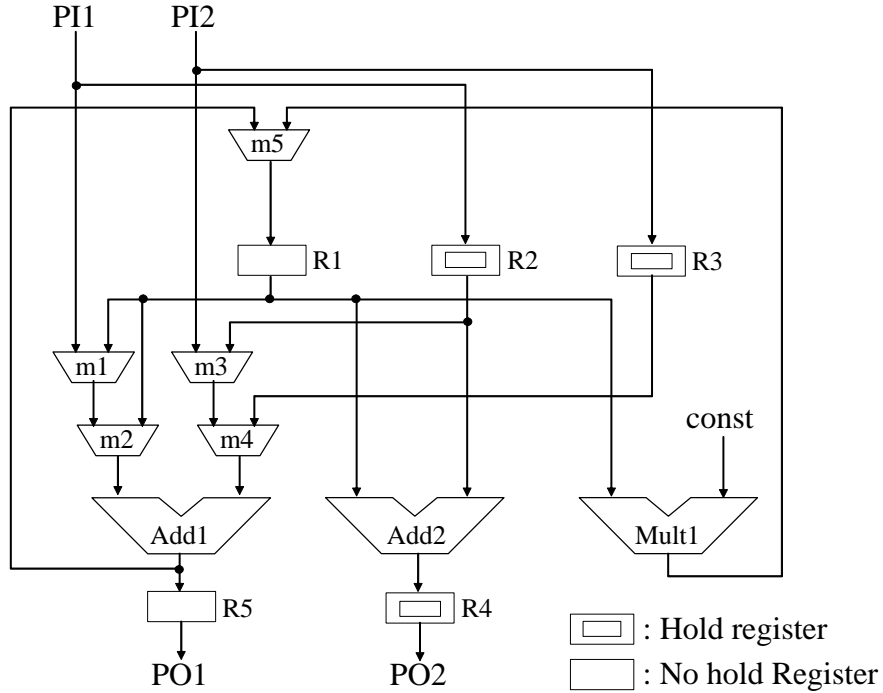 PI1 PI2
m5
R1 R2 R3
m1 m3
m2 m4 const
Add1 Add2 Mult1
R5 R4
: Hold register
PO1 PO2 : No hold Register